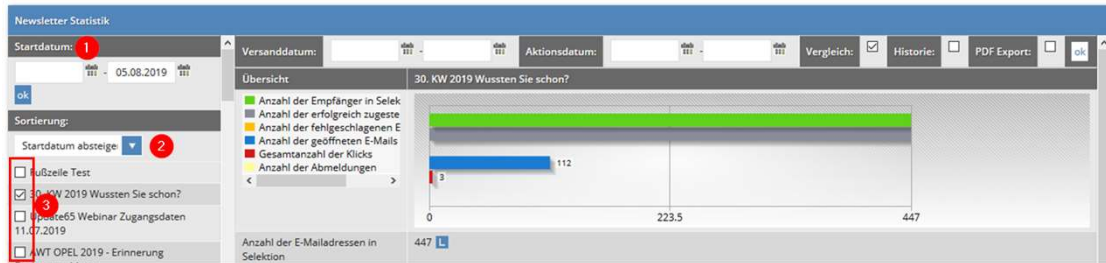 Newsletter Statistik
Startdatum: 1
- 05.08.2019
ok
Sortierung:
Startdatum absteige 2
Fußzeile Test
30. KW 2019 Wussten Sie schon?
3
Update65 Webinar Zugangsdaten
11.07.2019
AWT OPEL 2019 - Erinnerung
Versanddatum: - Aktionsdatum: - Vergleich: Historie: PDF Export: ok
Übersicht 30. KW 2019 Wussten Sie schon?
Anzahl der Empfänger in Selek
Anzahl der erfolgreich zugeste
Anzahl der fehlgeschlagenen E
Anzahl der geöffneten E-Mails
Gesamtanzahl der Klicks
Anzahl der Abmeldungen
112
3
0 223.5 447
Anzahl der E-Mailadressen in
Selektion
447 L